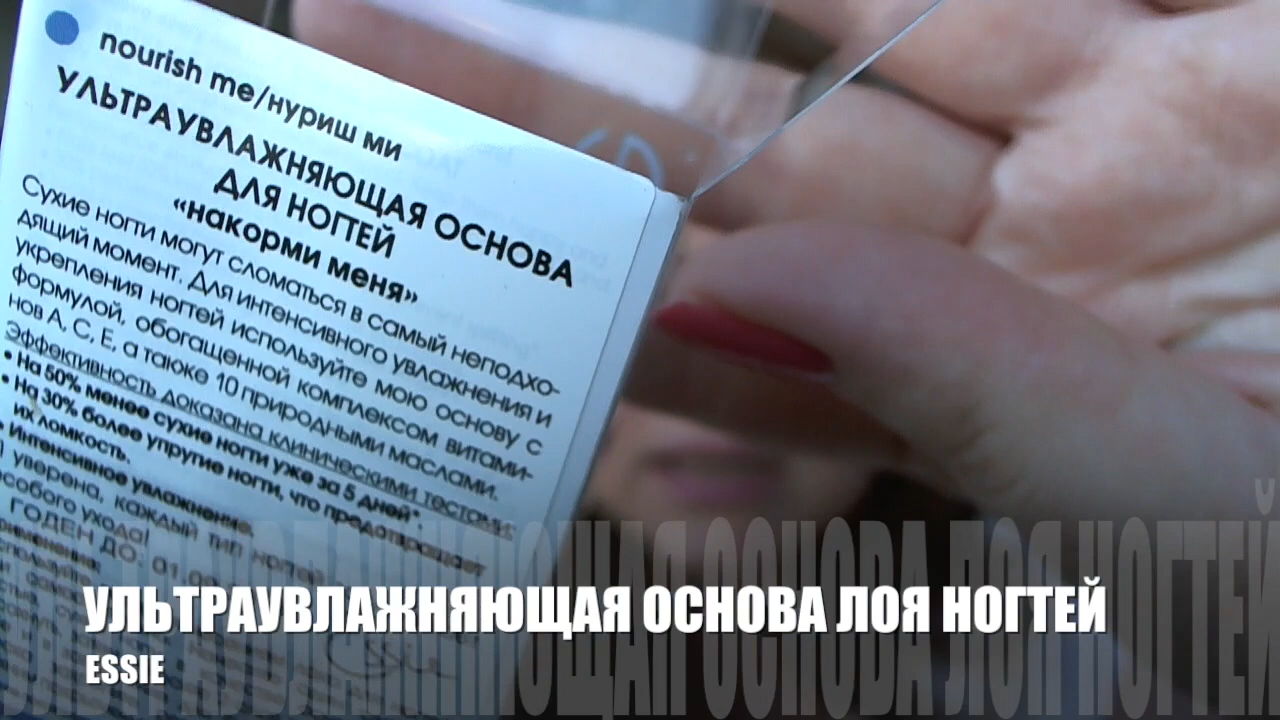 nourish me/нуриш ми
УЛЬТРАУВЛАЖНЯЮЩАЯ ОСНОВА
ДЛЯ НОГТЕЙ
«накорми меня»
Сухие ногти могут сломаться в самый неподхо-
дящий момент. Для интенсивного увлажнения и
укрепления ногтей используйте мою основу с
формулой, обогащенной комплексом витами-
нов А, С, Е, а также 10 природными маслами.
Эффективность доказана клиническими тестами:
• На 50% менее сухие ногти уже за 5 дней*.
• На 30% более упругие ногти, что предотвращает
их ломкость.
• Интенсивное увлажнение.
уверена, каждый тип ногтей
особого ухода!
ГОДЕН ДО: 01.09
УЛЬТРАУВЛАЖНЯЮЩАЯ ОСНОВА ЛОЯ НОГТЕЙ
ESSIE